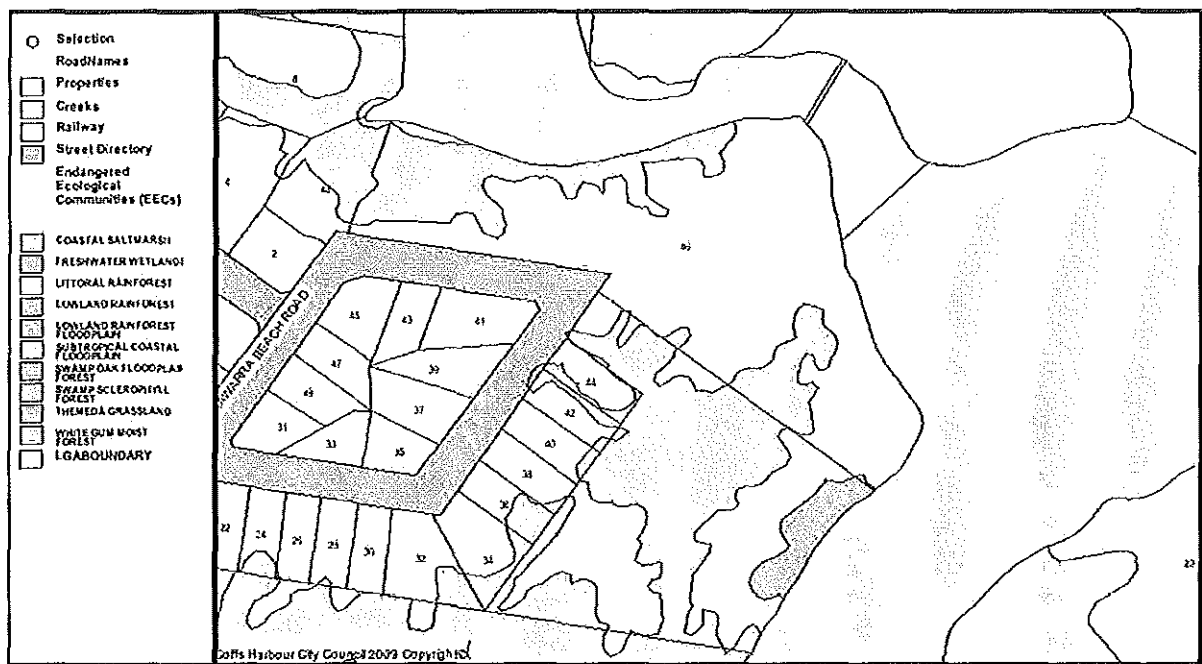 Selection
RoadNames
Properties
Creeks
Railway
Street Directory
Endangered
Ecological
Communities (EECs)
COASTAL SALTMARSH
FRESHWATER WETLANDS
LITTORAL RAINFOREST
LOWLAND RAINFOREST
LOWLAND RAINFOREST
FLOODPLAIN
SUBTROPICAL COASTAL
FLOODPLAIN
SWAMP OAK FLOODPLAIN
FOREST
SWAMP SCLEROPHYLL
FOREST
THEMEDA GRASSLAND
WHITE GUM MOIST
FOREST
LGABOUNDARY
4
2
WARRA BEACH ROAD
45
43
41
47
39
37
33
35
44
42
40
38
36
34
22
24
26
28
30
32
Coffs Harbour City Council 2009 Copyright